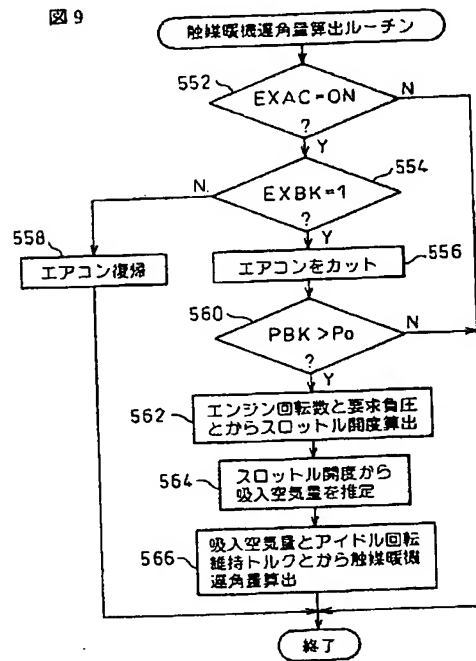 図9
触媒暖機遅角量算出ルーチン
552
EXAC=ON
?
N
Y
554
EXBK=1
?
N
Y
558
エアコン復帰
エアコンをカット
556
560
PBK>Po
?
N
Y
562
エンジン回転数と要求負圧
とからスロットル開度算出
564
スロットル開度から
吸入空気量を推定
566
吸入空気量とアイドル回転
維持トルクとから触媒暖機
遅角量算出
終了